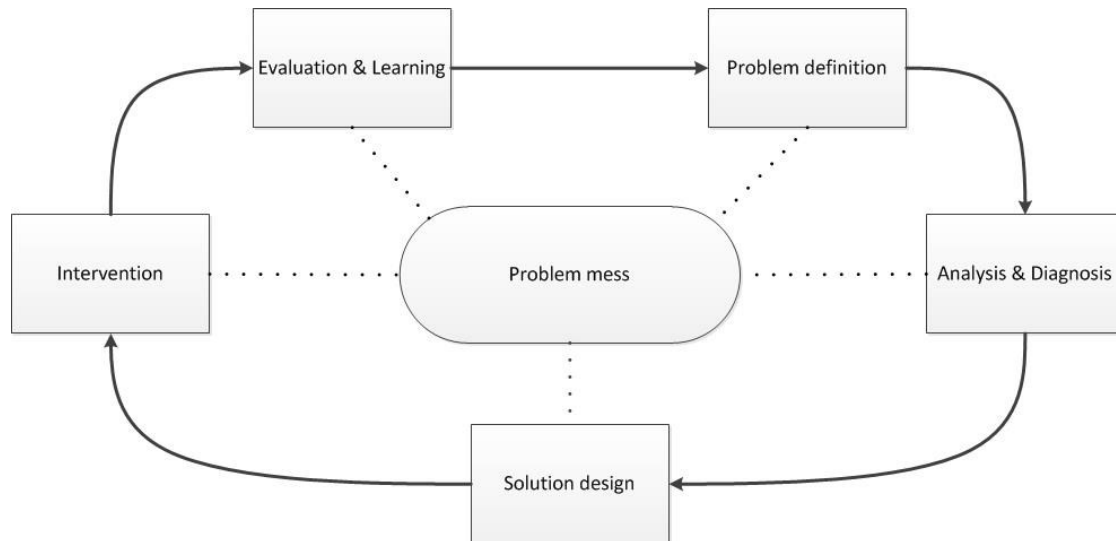 Evaluation & Learning
Problem definition
Intervention
Problem mess
Analysis & Diagnosis
Solution design